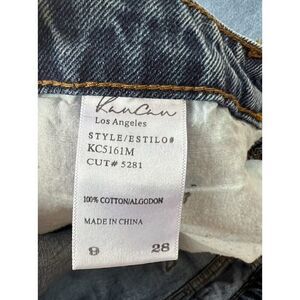 KanCan
Los Angeles
STYLE/ESTILO#
KC5161M
CUT# 5281
100% COTTON/ALGODON
MADE IN CHINA
9 28